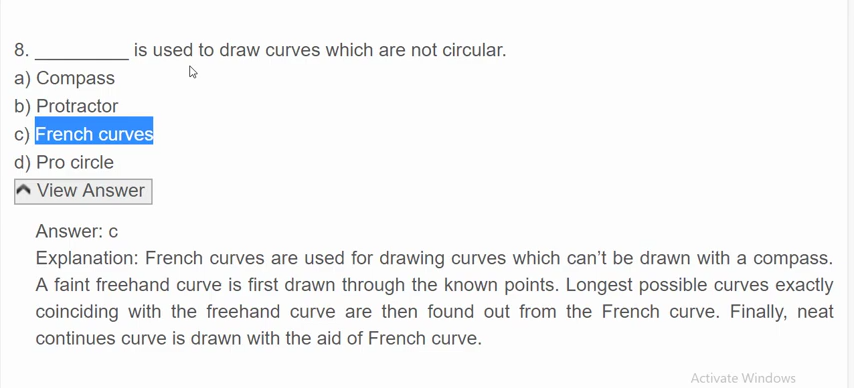 8. __________ is used to draw curves which are not circular.
a) Compass
b) Protractor
c) French curves
d) Pro circle
View Answer
Answer: c
Explanation: French curves are used for drawing curves which can’t be drawn with a compass.
A faint freehand curve is first drawn through the known points. Longest possible curves exactly
coinciding with the freehand curve are then found out from the French curve. Finally, neat
continues curve is drawn with the aid of French curve.
Activate Windows